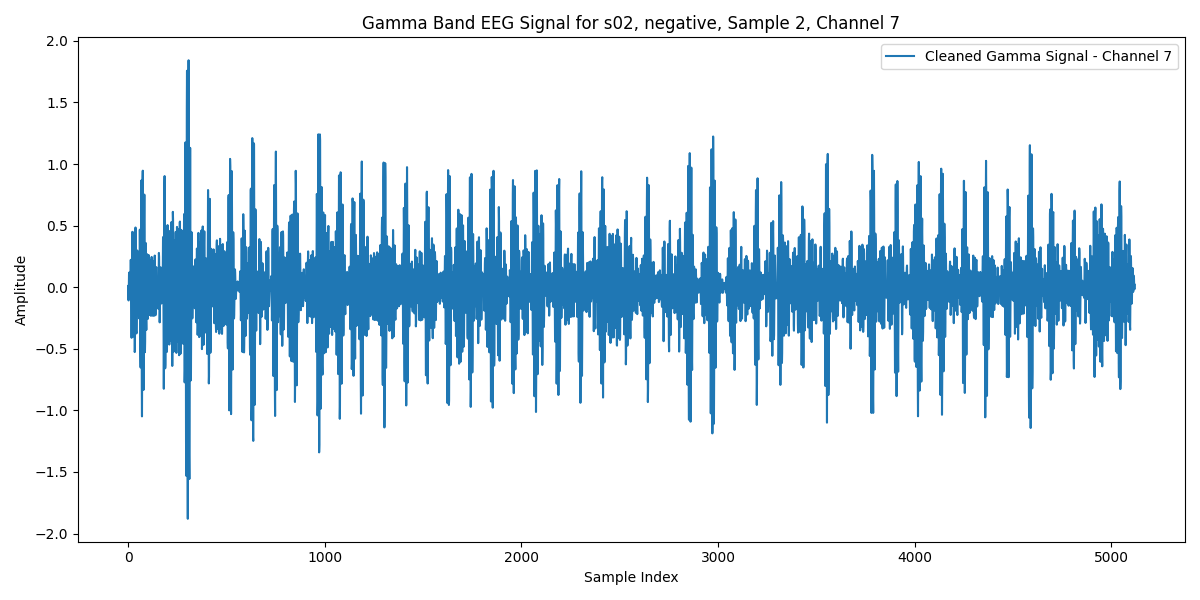 Gamma Band EEG Signal for s02, negative, Sample 2, Channel 7
Cleaned Gamma Signal - Channel 7
Amplitude
2.0
1.5
1.0
0.5
0.0
−0.5
−1.0
−1.5
−2.0
0 1000 2000 3000 4000 5000
Sample Index